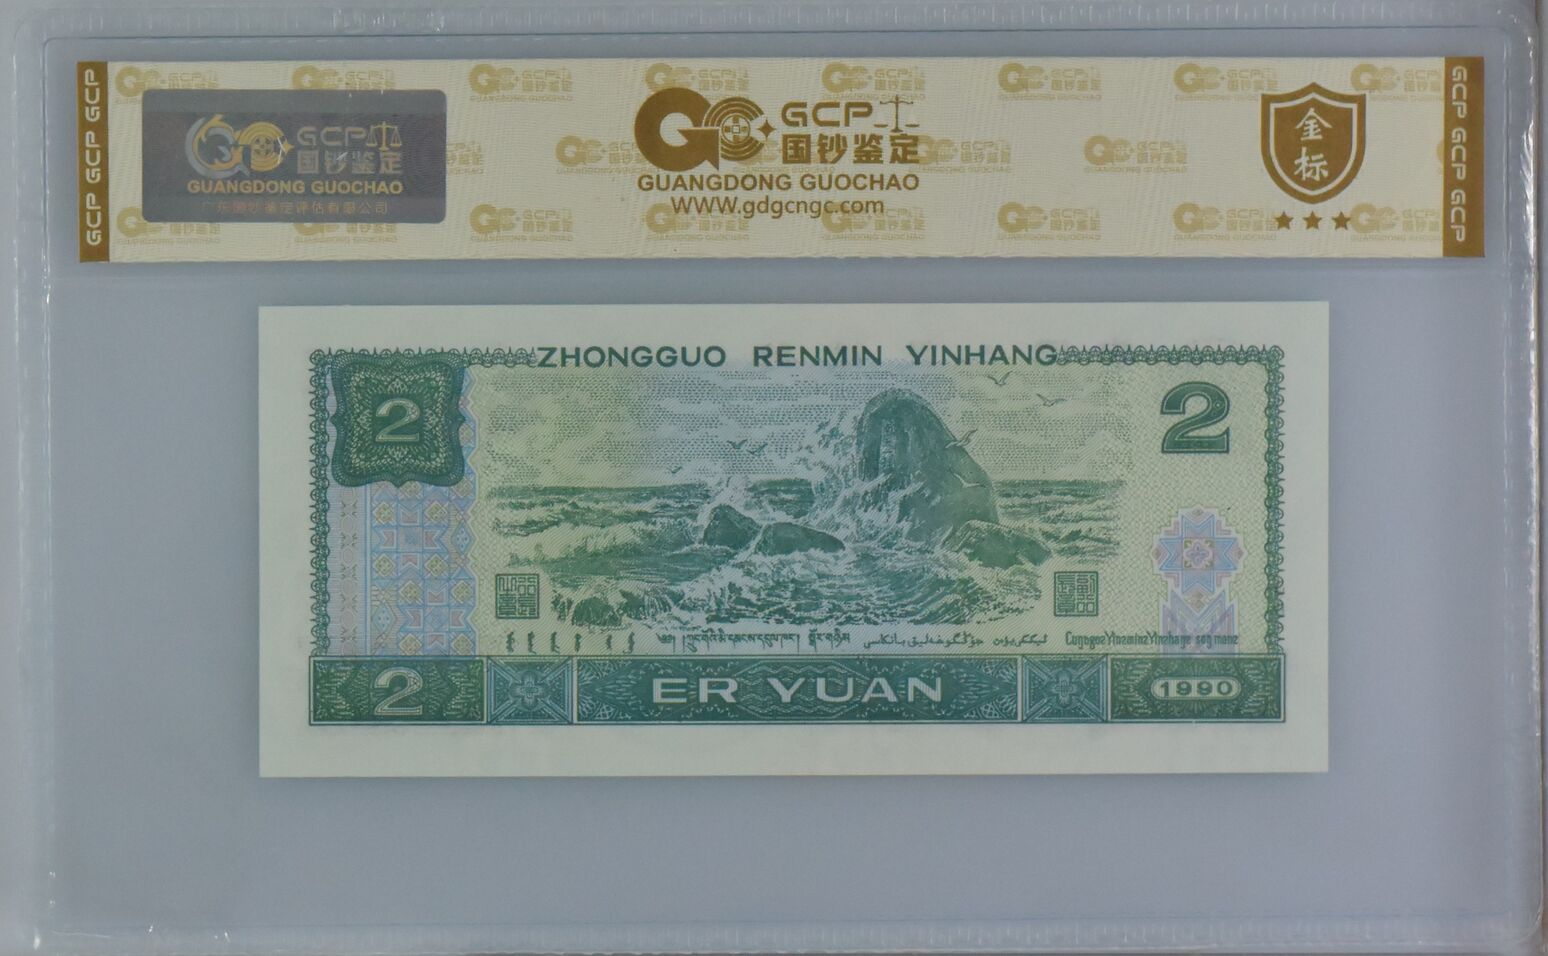 GCP GCP GCP
GCP
国钞鉴定
GUANGDONG GUOCHAO
广东国钞鉴定评估有限公司
GCP
国钞鉴定
GUANGDONG GUOCHAO
WWW.gdgcngc.com
金
标
GCP GCP GCP
ZHONGGUO RENMIN YINHANG
2
2
2
ER YUAN
1990